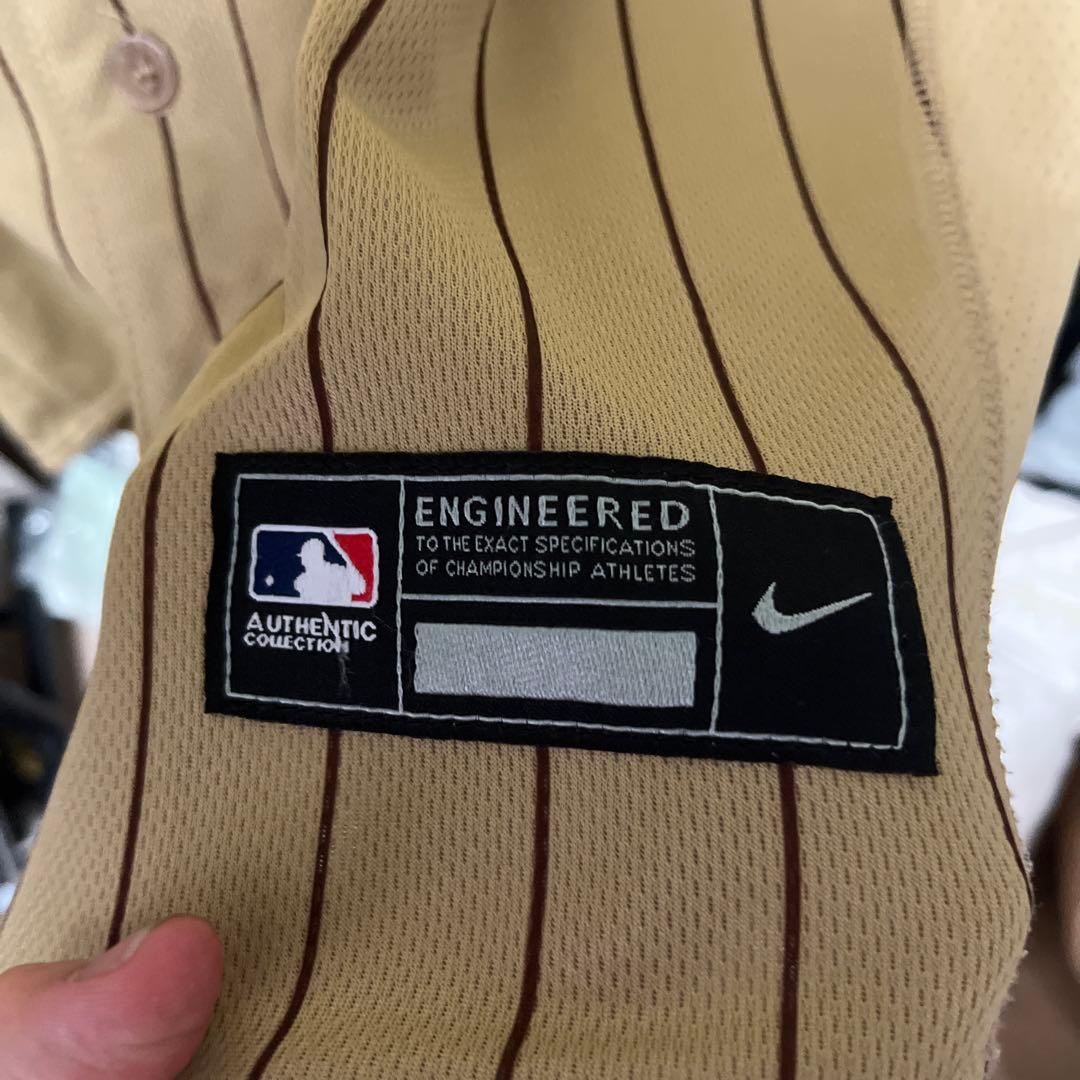 AUTHENTIC
COLLECTION
ENGINEERED
TO THE EXACT SPECIFICATIONS
OF CHAMPIONSHIP ATHLETES